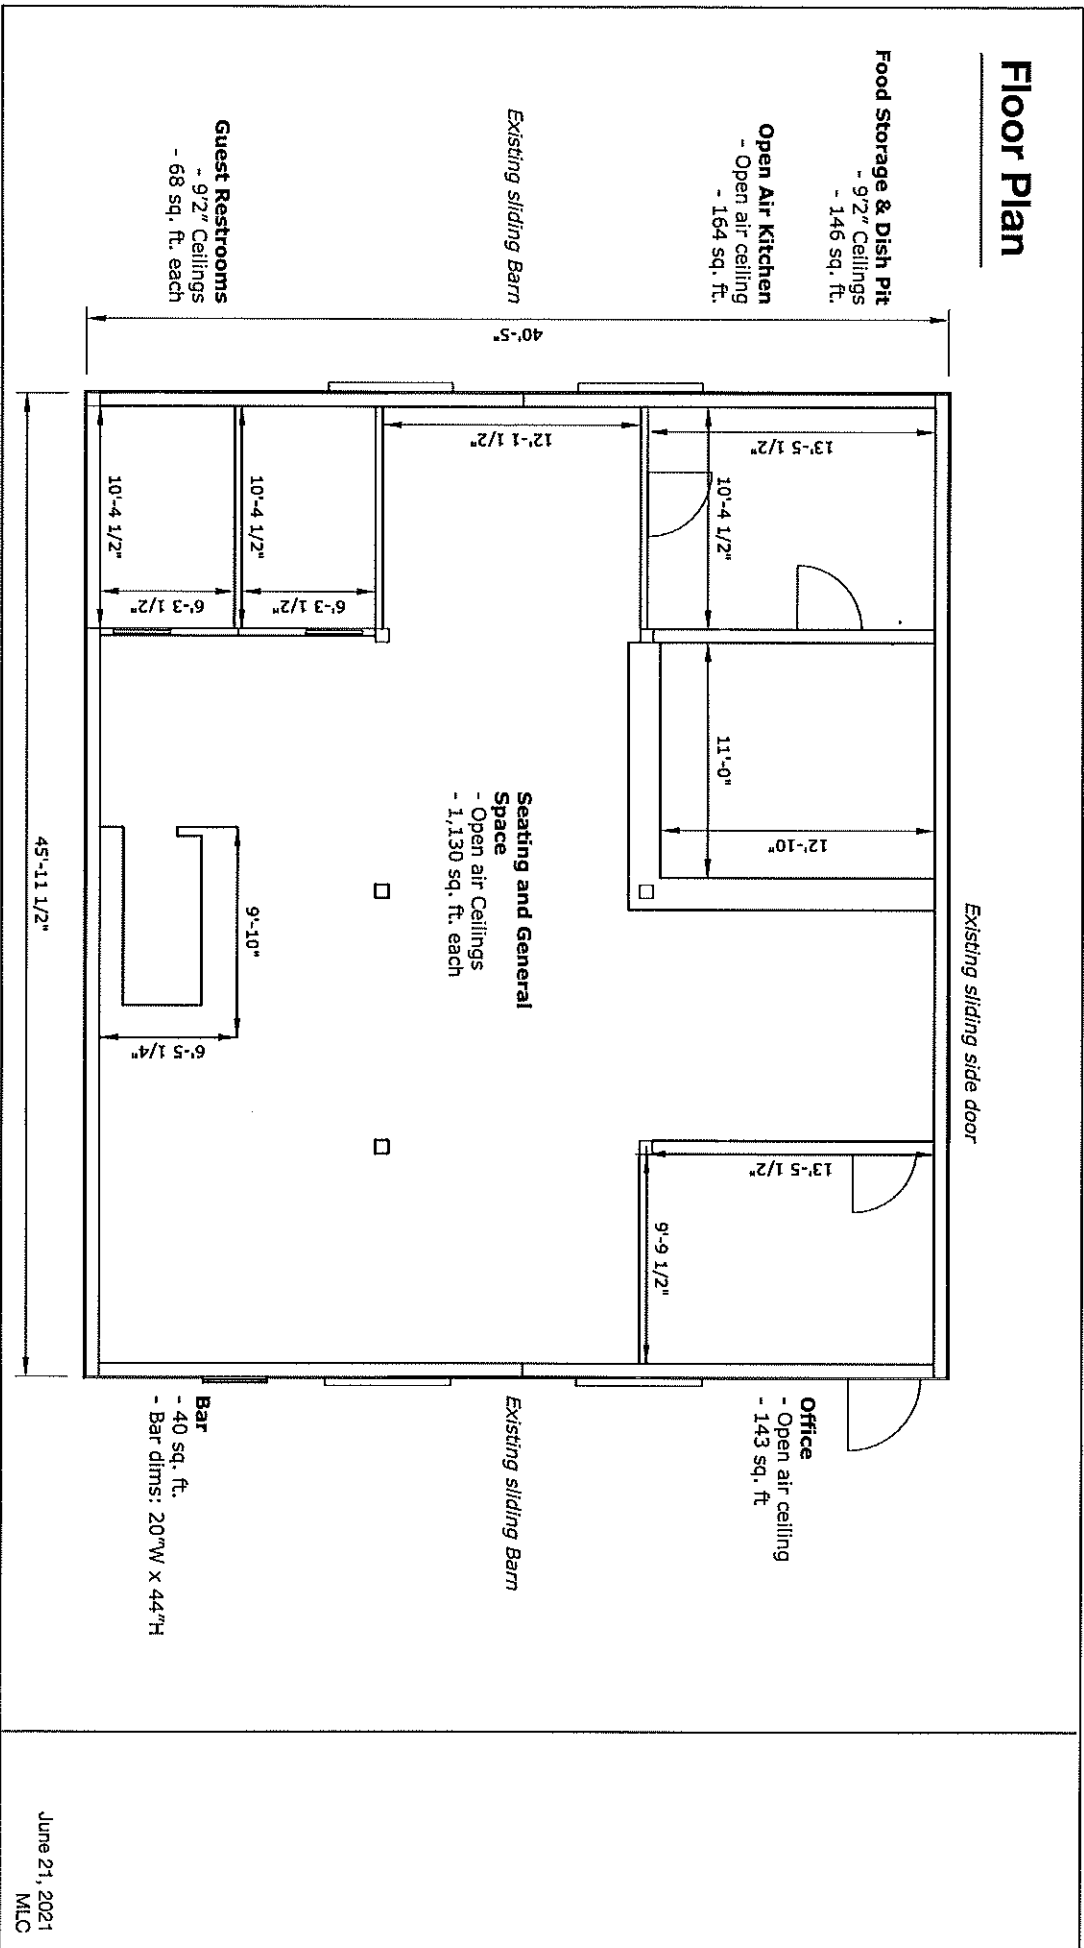 Floor Plan
Food Storage & Dish Pit
- 9'2" Ceilings
- 146 sq. ft.
Open Air Kitchen
- Open air ceiling
- 164 sq. ft.
Existing sliding Barn
Guest Restrooms
- 9'2" Ceilings
- 68 sq. ft. each
40'-5"
Existing sliding side door
13'-5 1/2"
10'-4 1/2"
12'-1 1/2"
10'-4 1/2"
6'-3 1/2"
10'-4 1/2"
6'-3 1/2"
11'-0"
12'-10"
Seating and General
Space
- Open air Ceilings
- 1,130 sq. ft. each
9'-10"
6'-5 1/4"
13'-5 1/2"
9'-9 1/2"
45'-11 1/2"
Office
- Open air ceiling
- 143 sq. ft
Existing sliding Barn
Bar
- 40 sq. ft.
- Bar dims: 20"W x 44"H
June 21, 2021
MLC